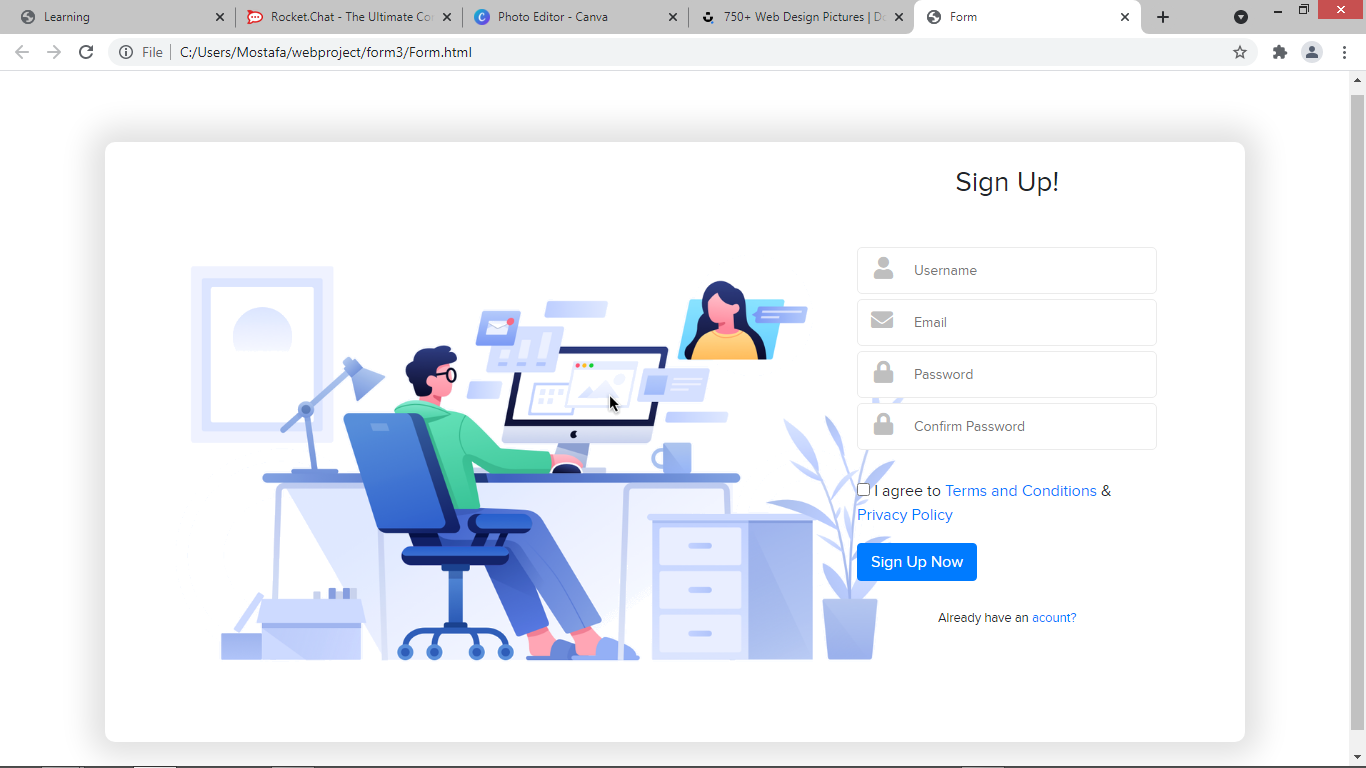 Learning
Rocket.Chat - The Ultimate Co
Photo Editor - Canva
750+ Web Design Pictures | Do
Form
File
C:/Users/Mostafa/webproject/form3/Form.html
Sign Up!
Username
Email
Password
Confirm Password
I agree to Terms and Conditions &
Privacy Policy
Sign Up Now
Already have an acount?